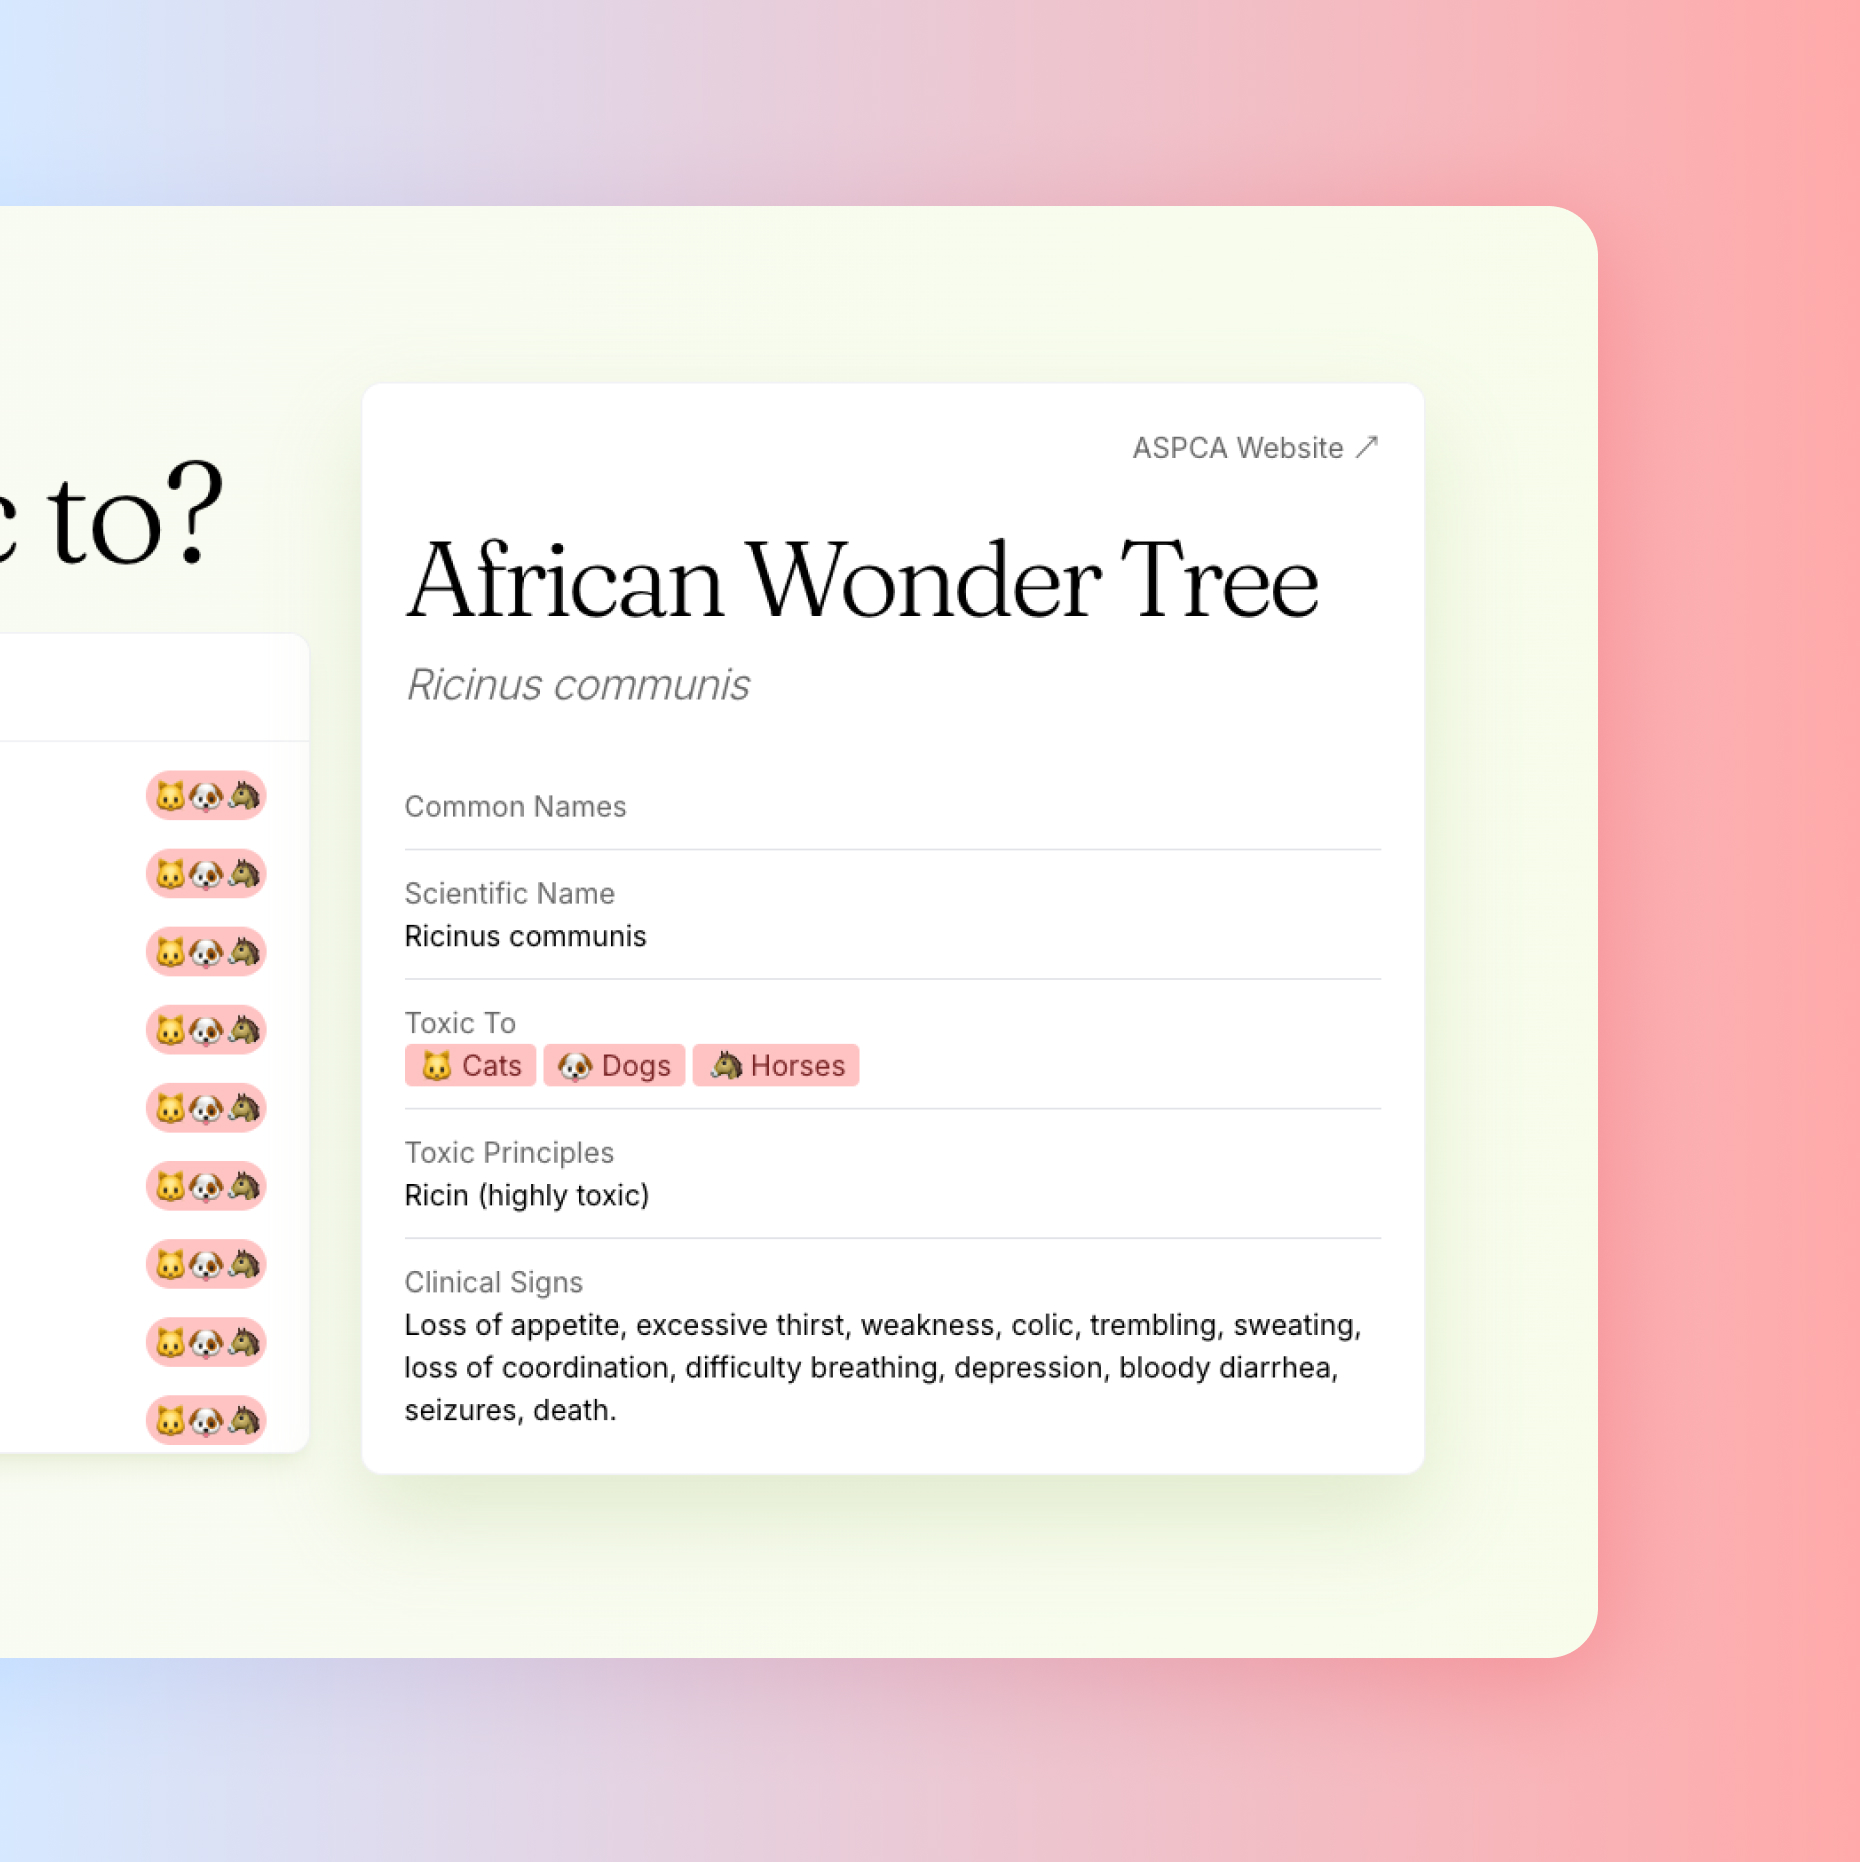 to?
ASPCA Website ↗
African Wonder Tree
Ricinus communis
Common Names
Scientific Name
Ricinus communis
Toxic To
🐱 Cats 🐶 Dogs 🐴 Horses
Toxic Principles
Ricin (highly toxic)
Clinical Signs
Loss of appetite, excessive thirst, weakness, colic, trembling, sweating,
loss of coordination, difficulty breathing, depression, bloody diarrhea,
seizures, death.